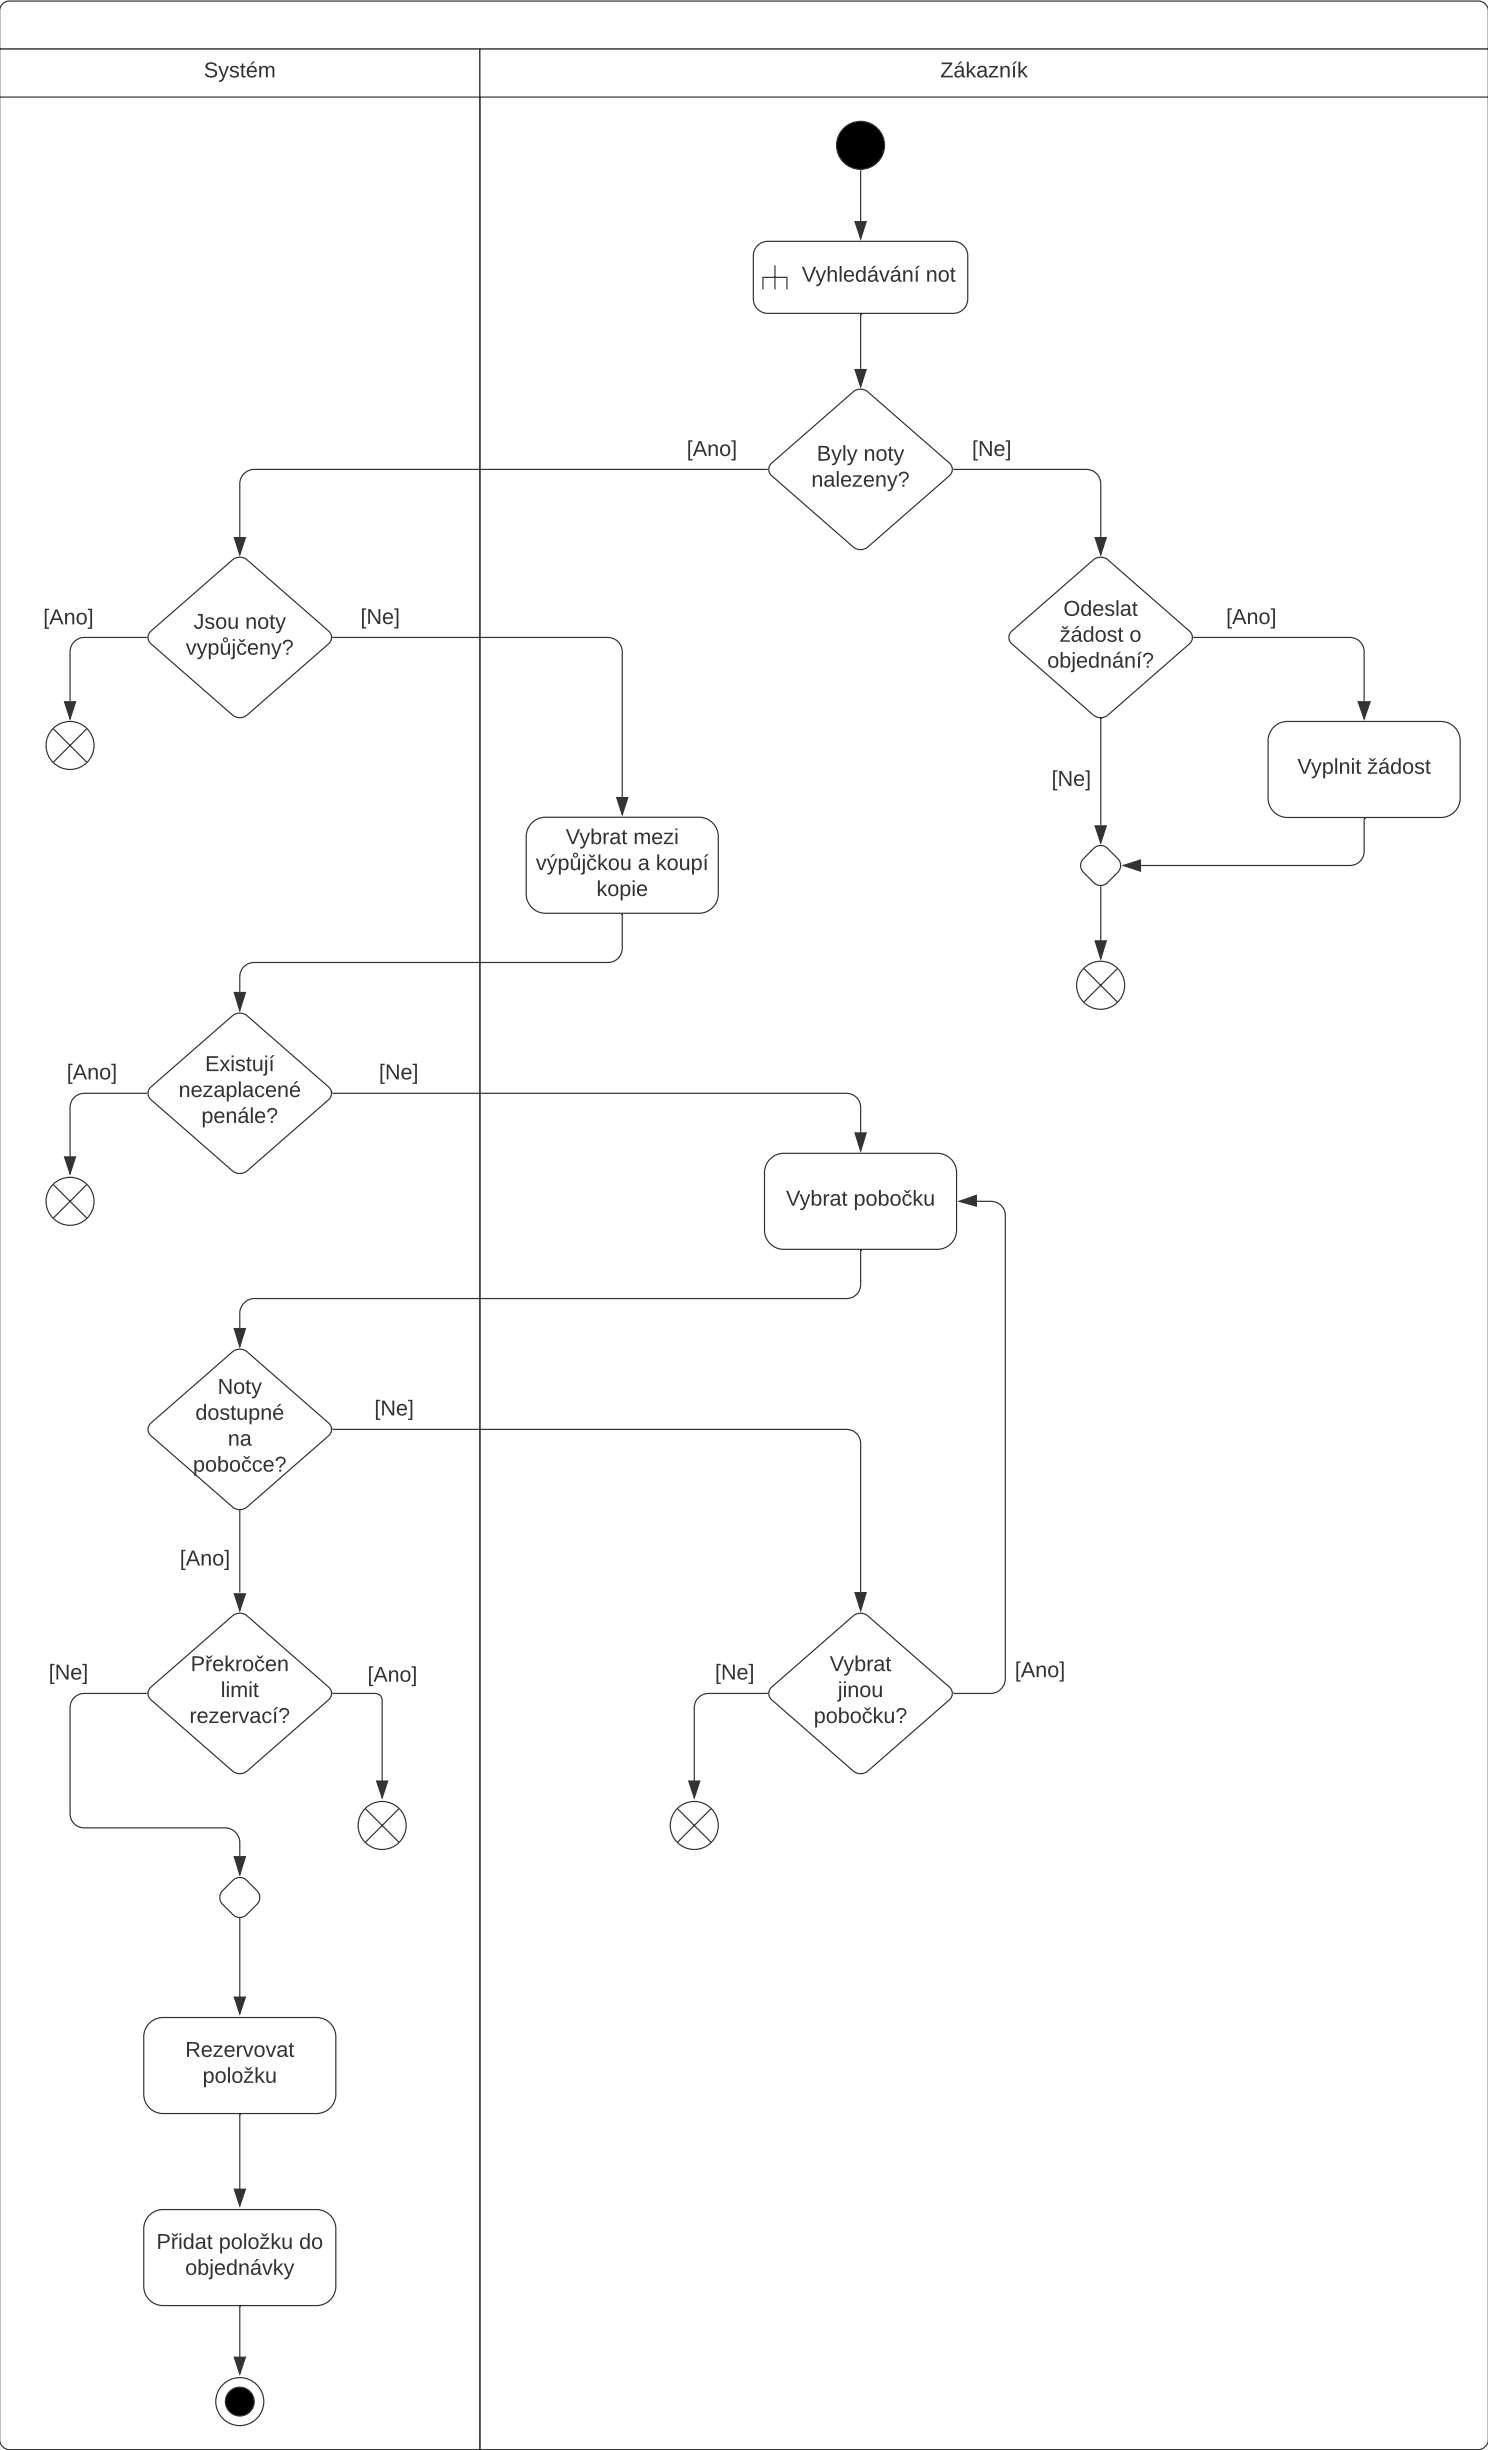 Systém
Zákazník
Vyhledávání not
Byly noty
nalezeny?
[Ano]
[Ne]
Jsou noty
vypůjčeny?
[Ano]
[Ne]
Odeslat
žádost o
objednání?
[Ano]
[Ne]
Vyplnit žádost
Vybrat mezi
výpůjčkou a koupí
kopie
Existují
nezaplacené
penále?
[Ano]
[Ne]
Vybrat pobočku
Noty
dostupné
na
pobočce?
[Ne]
[Ano]
Překročen
limit
rezervací?
[Ne]
[Ano]
Vybrat
jinou
pobočku?
[Ne]
[Ano]
Rezervovat
položku
Přidat položku do
objednávky